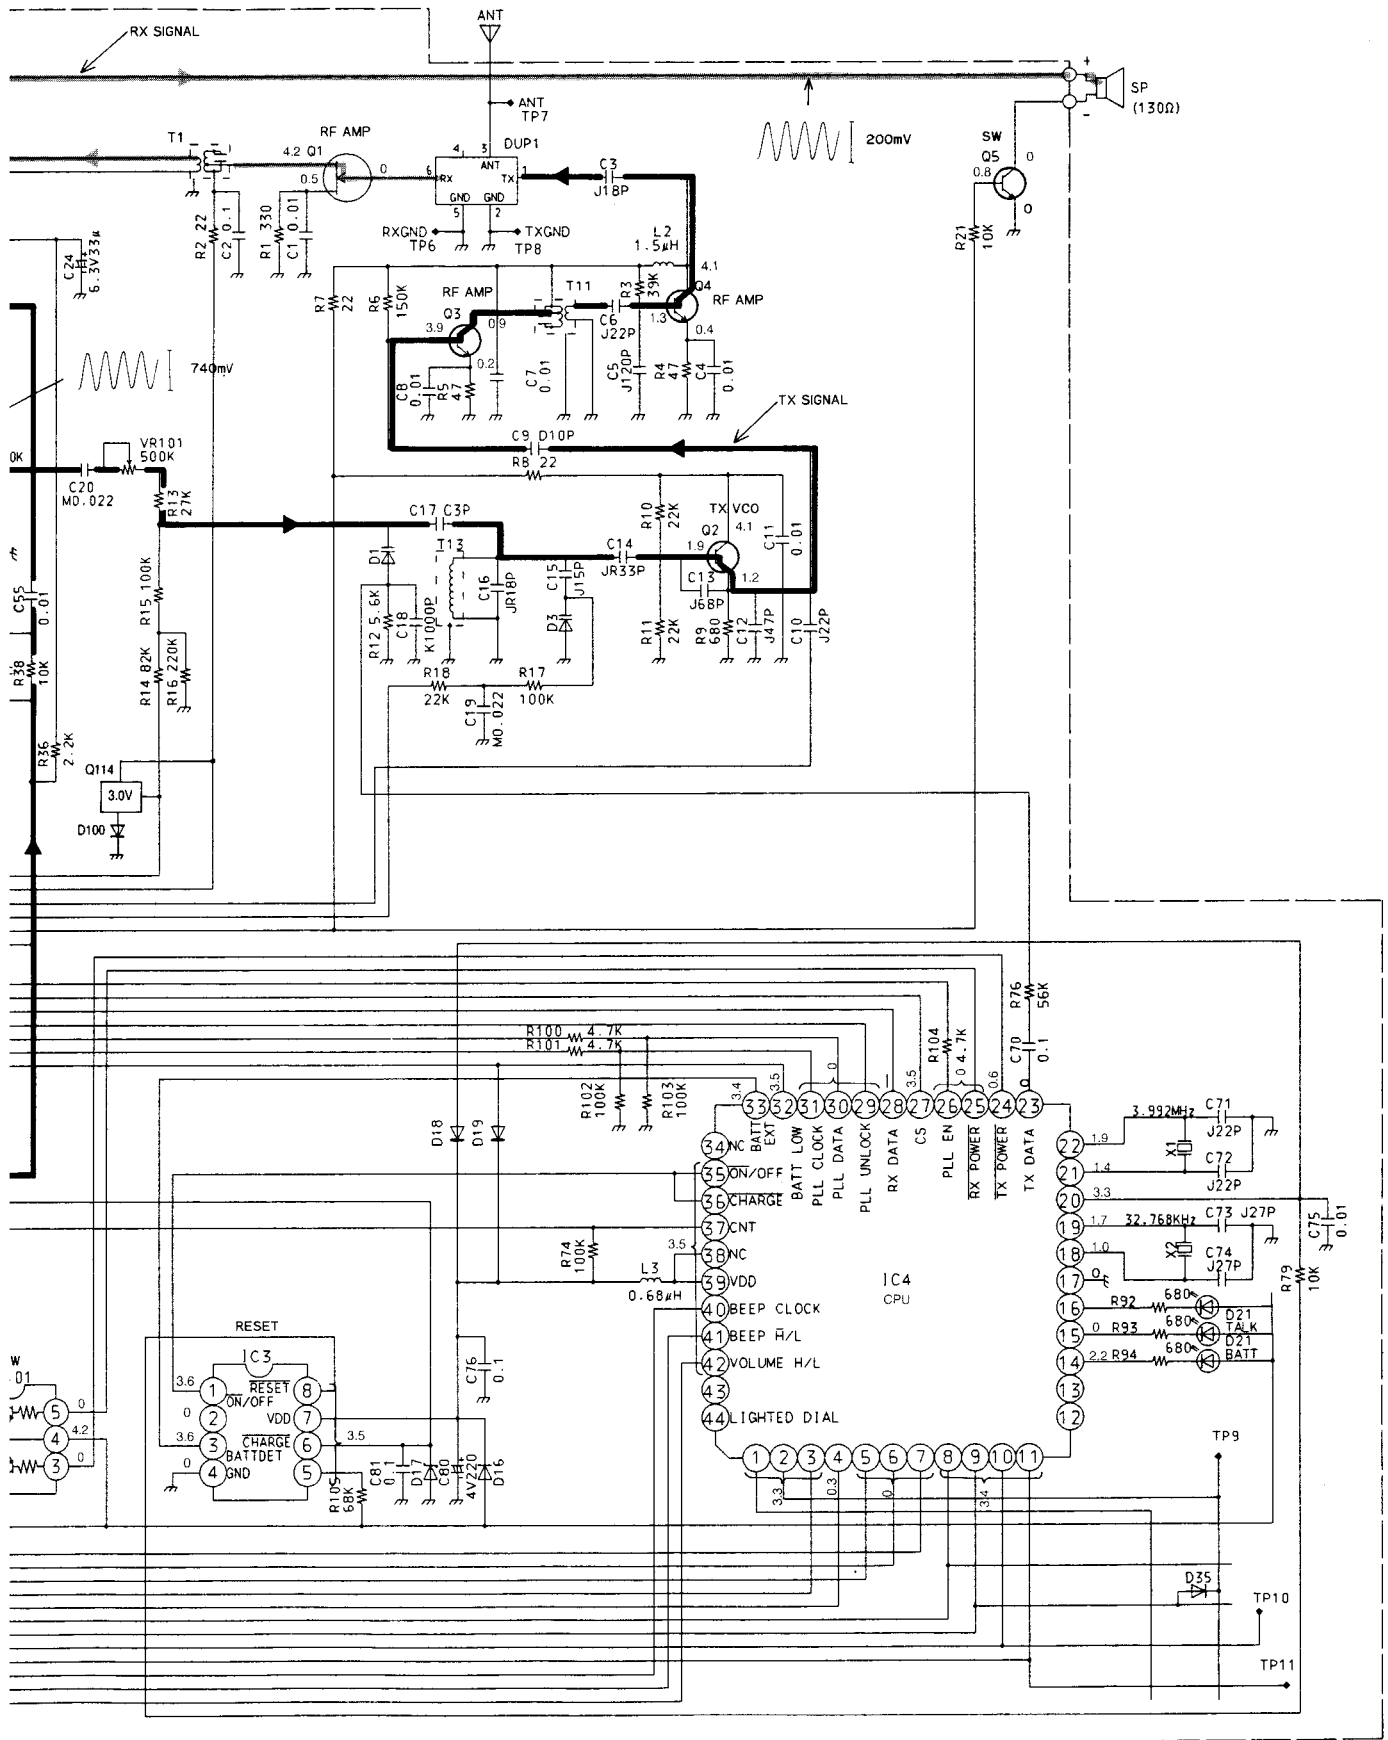 RX SIGNAL
ANT
ANT
TP7
+
SP
(130Ω)
-
200mV
T1
RF AMP
4.2 Q1
0
0.5
DUP1
4
3
ANT
6
RX
TX
1
GND GND
5
2
C3
J18P
SW
Q5
0
0.8
0
R21
10K
RXGND
TP6
TXGND
TP8
R2 22
C2 0.1
R1 330
C1 0.01
C24
6.3V33μ
L2
1.5μH
4.1
R7
22
R6
150K
RF AMP
Q3
3.9
0.9
0.2
T11
C6
J22P
R3
39K
Q4
RF AMP
1.3
0.4
C8
0.01
R5
47
C7
0.01
C5
J120P
R4
47
C4
0.01
740mV
TX SIGNAL
C9 D10P
R8 22
0K
C20
M0.022
VR101
500K
R13
27K
C17 C3P
T13
D1
C16
JR18P
C14
JR33P
C15
J15P
D3
R10
22K
TX VCO
Q2
4.1
1.9
1.2
C11
0.01
C13
J68P
R11
22K
R9
680
C12
J47P
C10
J22P
C55
0.01
R15 100K
R12 5.6K
C18
K1000P
R38
10K
R14 82K
R16 220K
R18
22K
R17
100K
C19
M0.022
R36
2.2K
Q114
3.0V
D100
R76
56K
C70
0.1
R100 4.7K
R101 4.7K
R102
100K
R103
100K
R104
4.7K
3.4
3.5
0
3.5
0
0.6
0
33 32 31 30 29 28 27 26 25 24 23
BATT
EXT
BATT LOW
PLL CLOCK
PLL DATA
PLL UNLOCK
RX DATA
CS
PLL EN
RX POWER
TX POWER
TX DATA
D18
D19
34 NC
35 ON/OFF
36 CHARGE
37 CNT
38 NC
39 VDD
40 BEEP CLOCK
41 BEEP H/L
42 VOLUME H/L
43
44 LIGHTED DIAL
3.5
R74
100K
L3
0.68μH
IC4
CPU
22 1.9
21 1.4
20 3.3
19 1.7
18 1.0
17 0
16
15 0
14 2.2
13
12
3.992MHz
X1
C71
J22P
C72
J22P
32.768KHz
X2
C73 J27P
C74
J27P
C75
0.01
R79
10K
R92 680
D21
TALK
R93 680
D21
BATT
R94 680
RESET
IC3
3.6
1
RESET
8
ON/OFF
0
2
VDD
7
3.6
3
CHARGE
6
3.5
BATTDET
0
4
GND
5
R105
68K
C81
0.1
D17
C80
4V220
D16
C76
0.1
W
01
5
0
4
4.2
3
0
1 2 3 4 5 6 7 8 9 10 11
3.3
0.3
0
3.4
TP9
D35
TP10
TP11